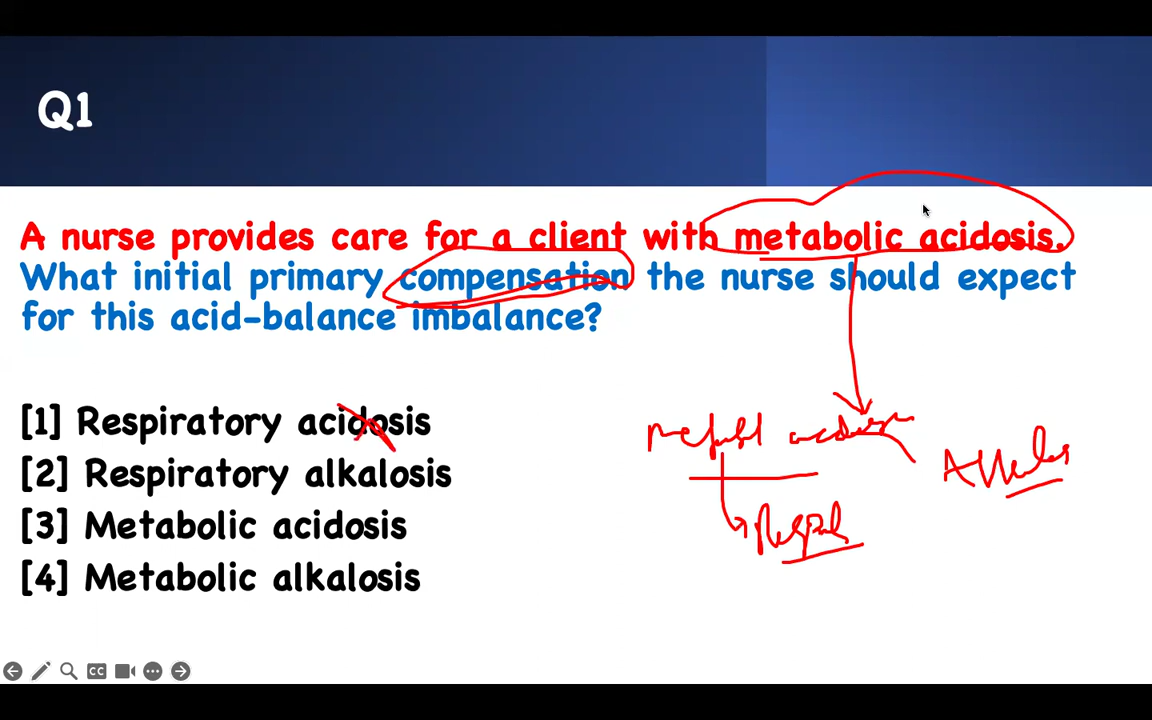 Q1
A nurse provides care for a client with metabolic acidosis.
What initial primary compensation the nurse should expect
for this acid-balance imbalance?
[1] Respiratory acidosis
[2] Respiratory alkalosis
[3] Metabolic acidosis
[4] Metabolic alkalosis
CC